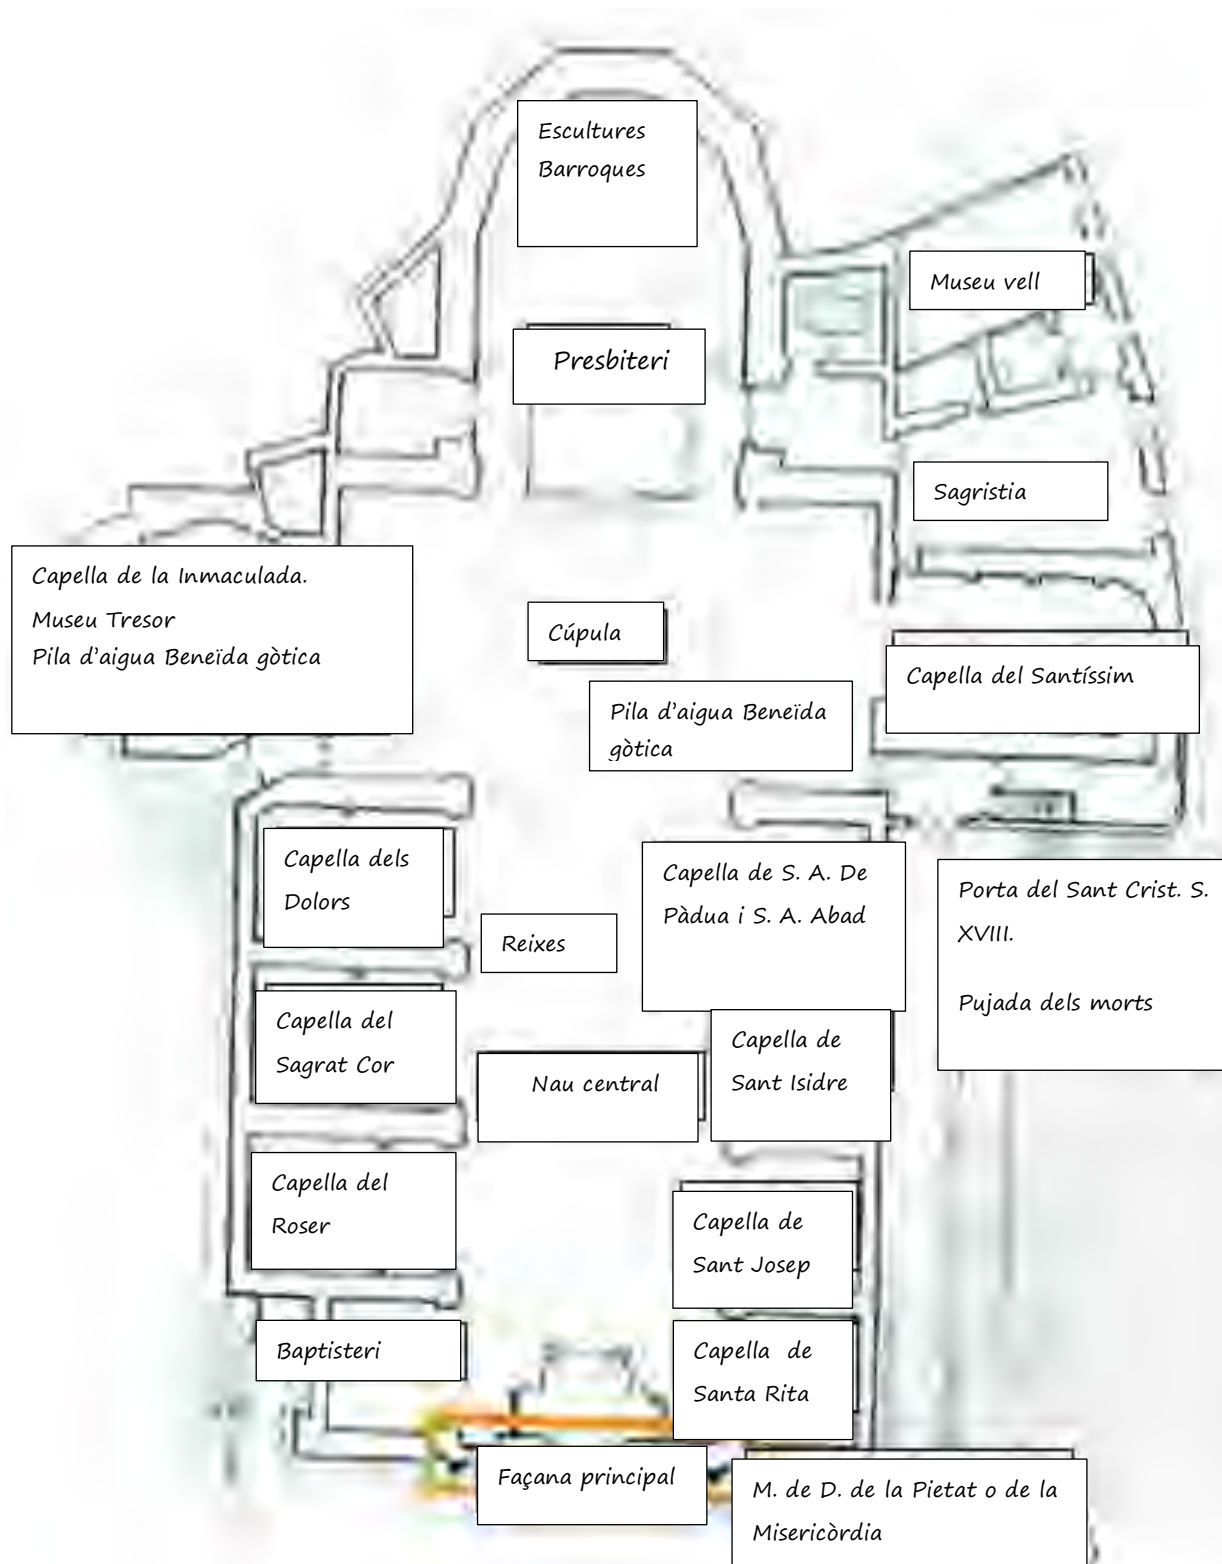 Escultures
Barroques
Museu vell
Presbiteri
Sagristia
Capella de la Inmaculada.
Museu Tresor
Pila d'aigua Beneïda gòtica
Cúpula
Capella del Santíssim
Pila d'aigua Beneïda
gòtica
Capella dels
Dolors
Capella de S. A. De
Pàdua i S. A. Abad
Porta del Sant Crist. S.
XVIII.
Pujada dels morts
Reixes
Capella del
Sagrat Cor
Nau central
Capella de
Sant Isidre
Capella del
Roser
Capella de
Sant Josep
Baptisteri
Capella de
Santa Rita
Façana principal
M. de D. de la Pietat o de la
Misericòrdia